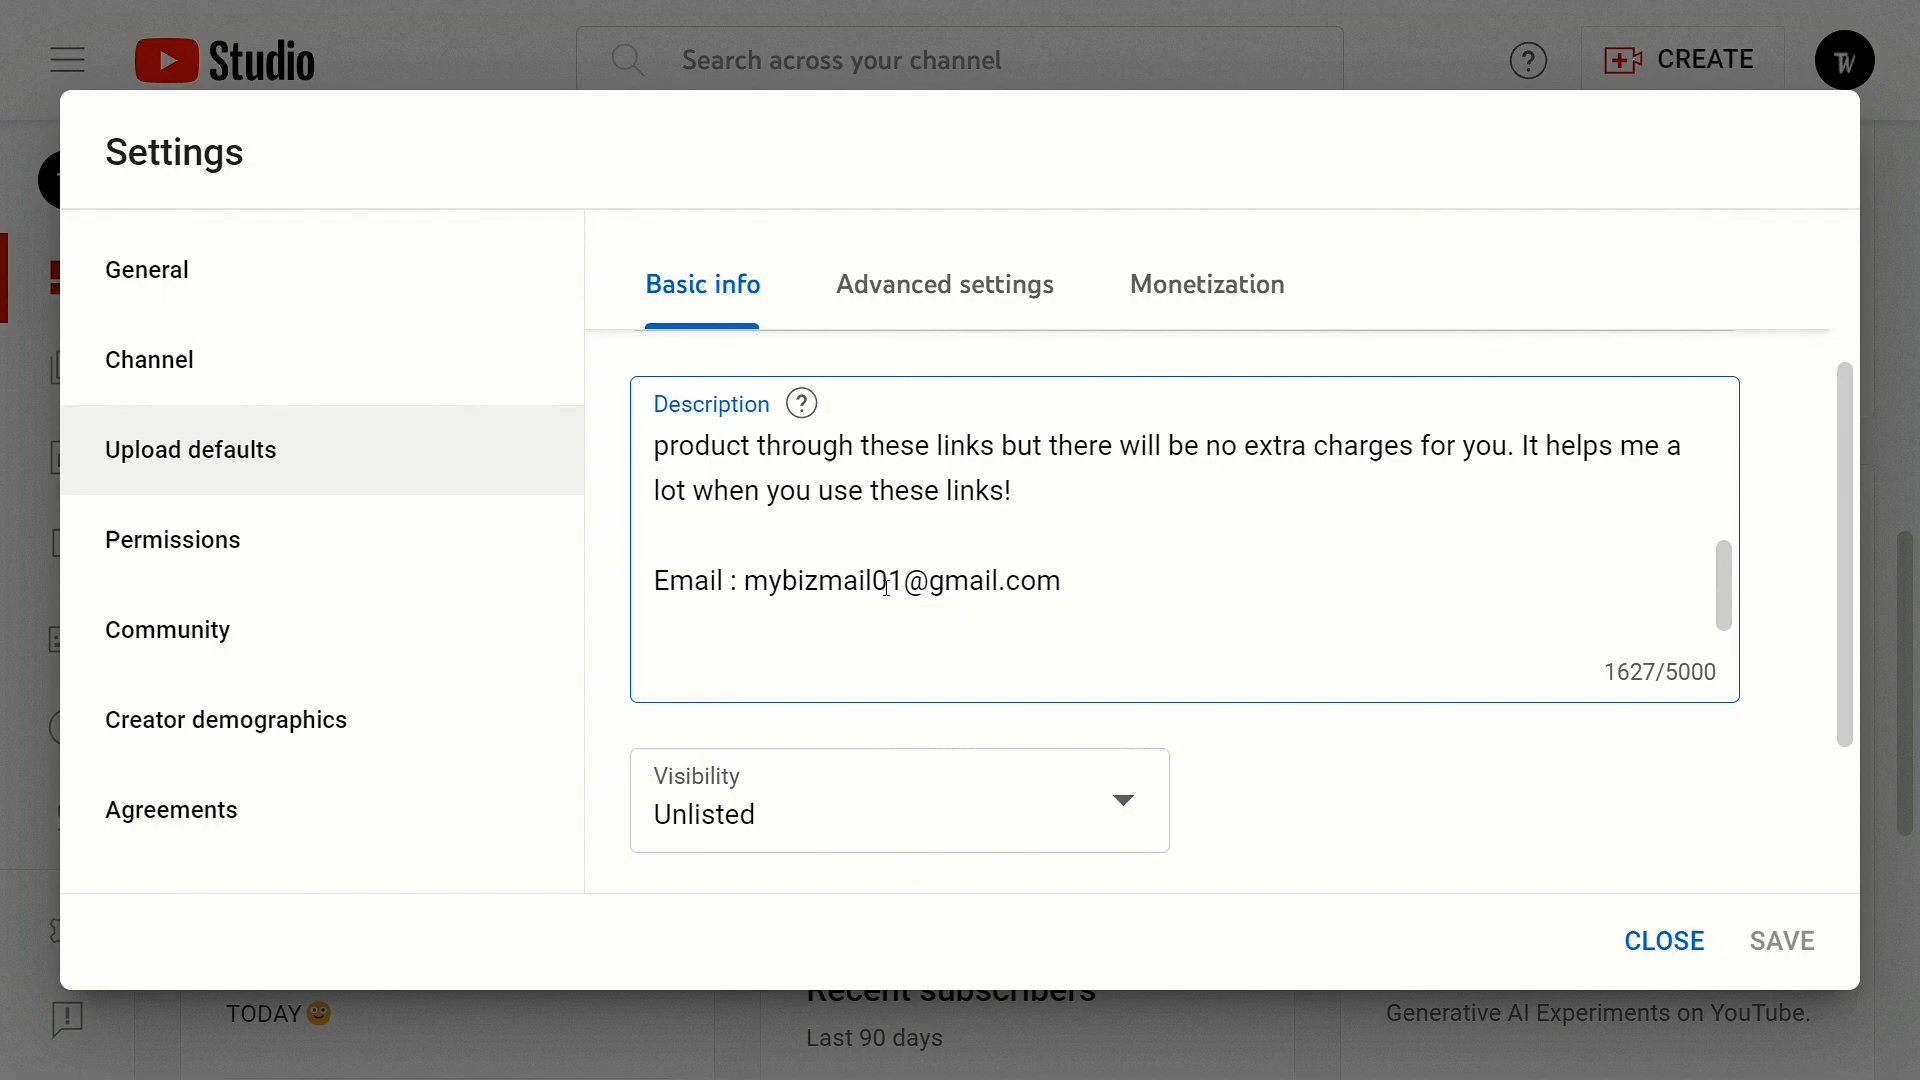 Studio
Search across your channel
CREATE
TW
Settings
General
Channel
Upload defaults
Permissions
Community
Creator demographics
Agreements
Basic info
Advanced settings
Monetization
Description
product through these links but there will be no extra charges for you. It helps me a
lot when you use these links!
Email : mybizmail01@gmail.com
1627/5000
Visibility
Unlisted
CLOSE
SAVE
TODAY
Recent subscribers
Last 90 days
Generative AI Experiments on YouTube.